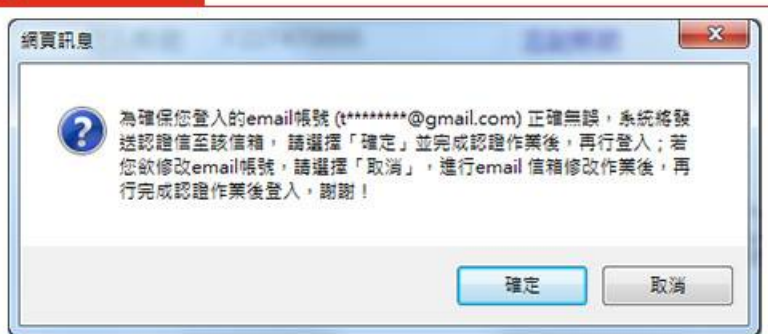 網頁訊息
為確保您登入的email帳號 (t********@gmail.com) 正確無誤，系統將發
送認證信至該信箱， 請選擇「確定」並完成認證作業後，再行登入；若
您欲修改email帳號，請選擇「取消」，進行email 信箱修改作業後，再
行完成認證作業後登入，謝謝！
確定
取消